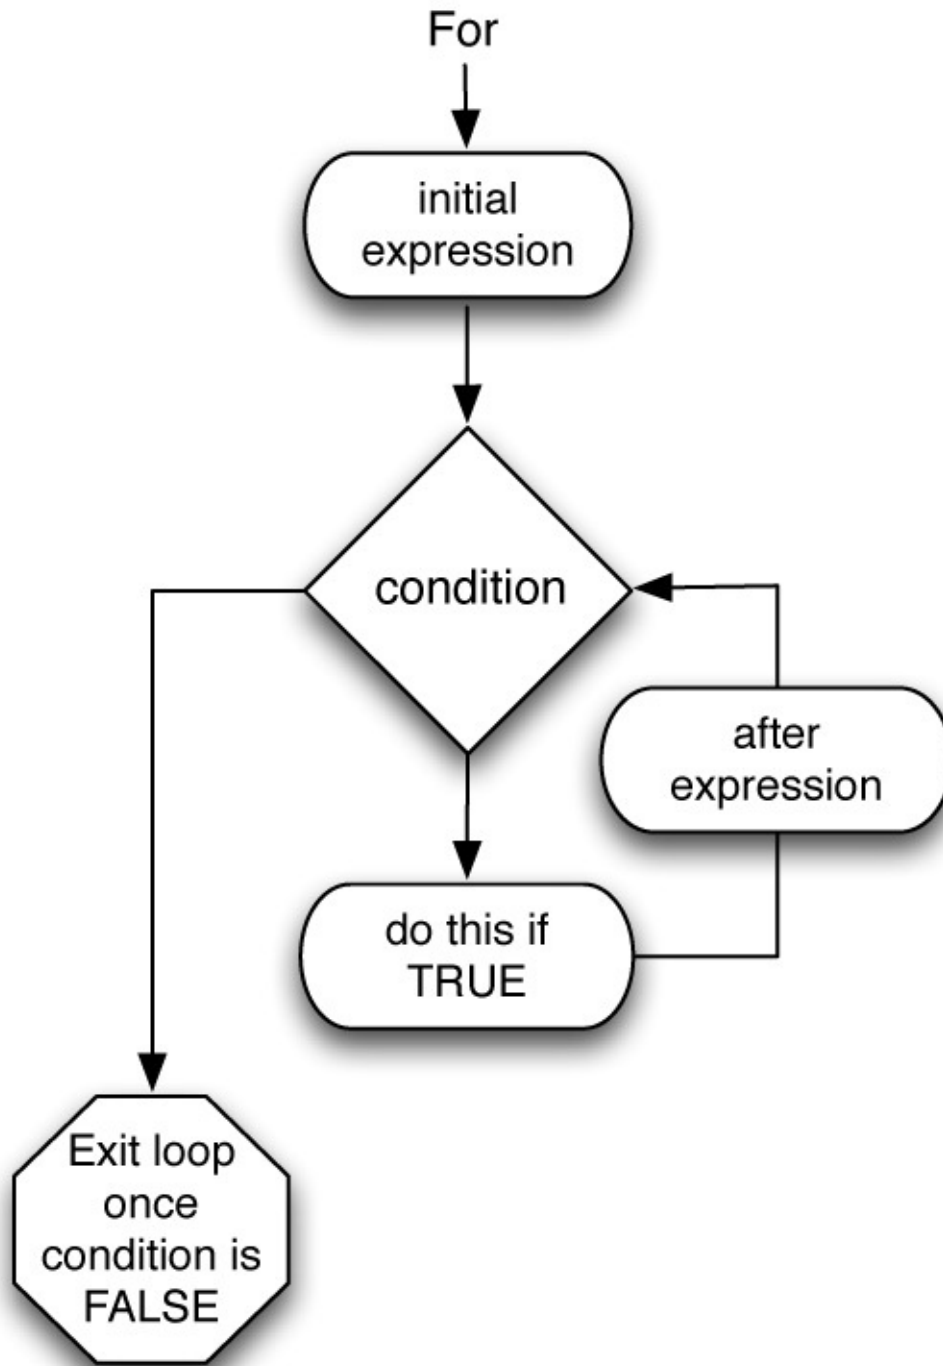 For
initial
expression
condition
after
expression
do this if
TRUE
Exit loop
once
condition is
FALSE